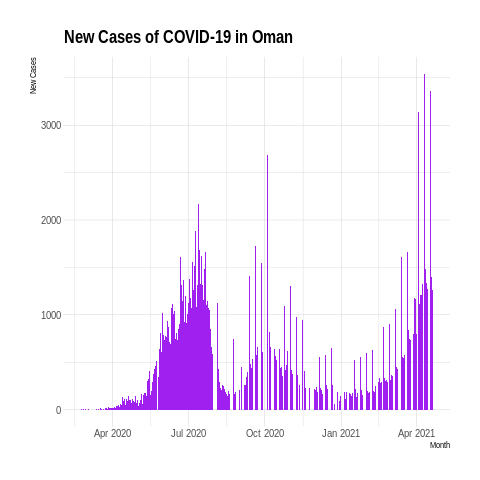 New Cases of COVID-19 in Oman
New Cases
3000
2000
1000
0
Apr 2020 Jul 2020 Oct 2020 Jan 2021 Apr 2021
Month